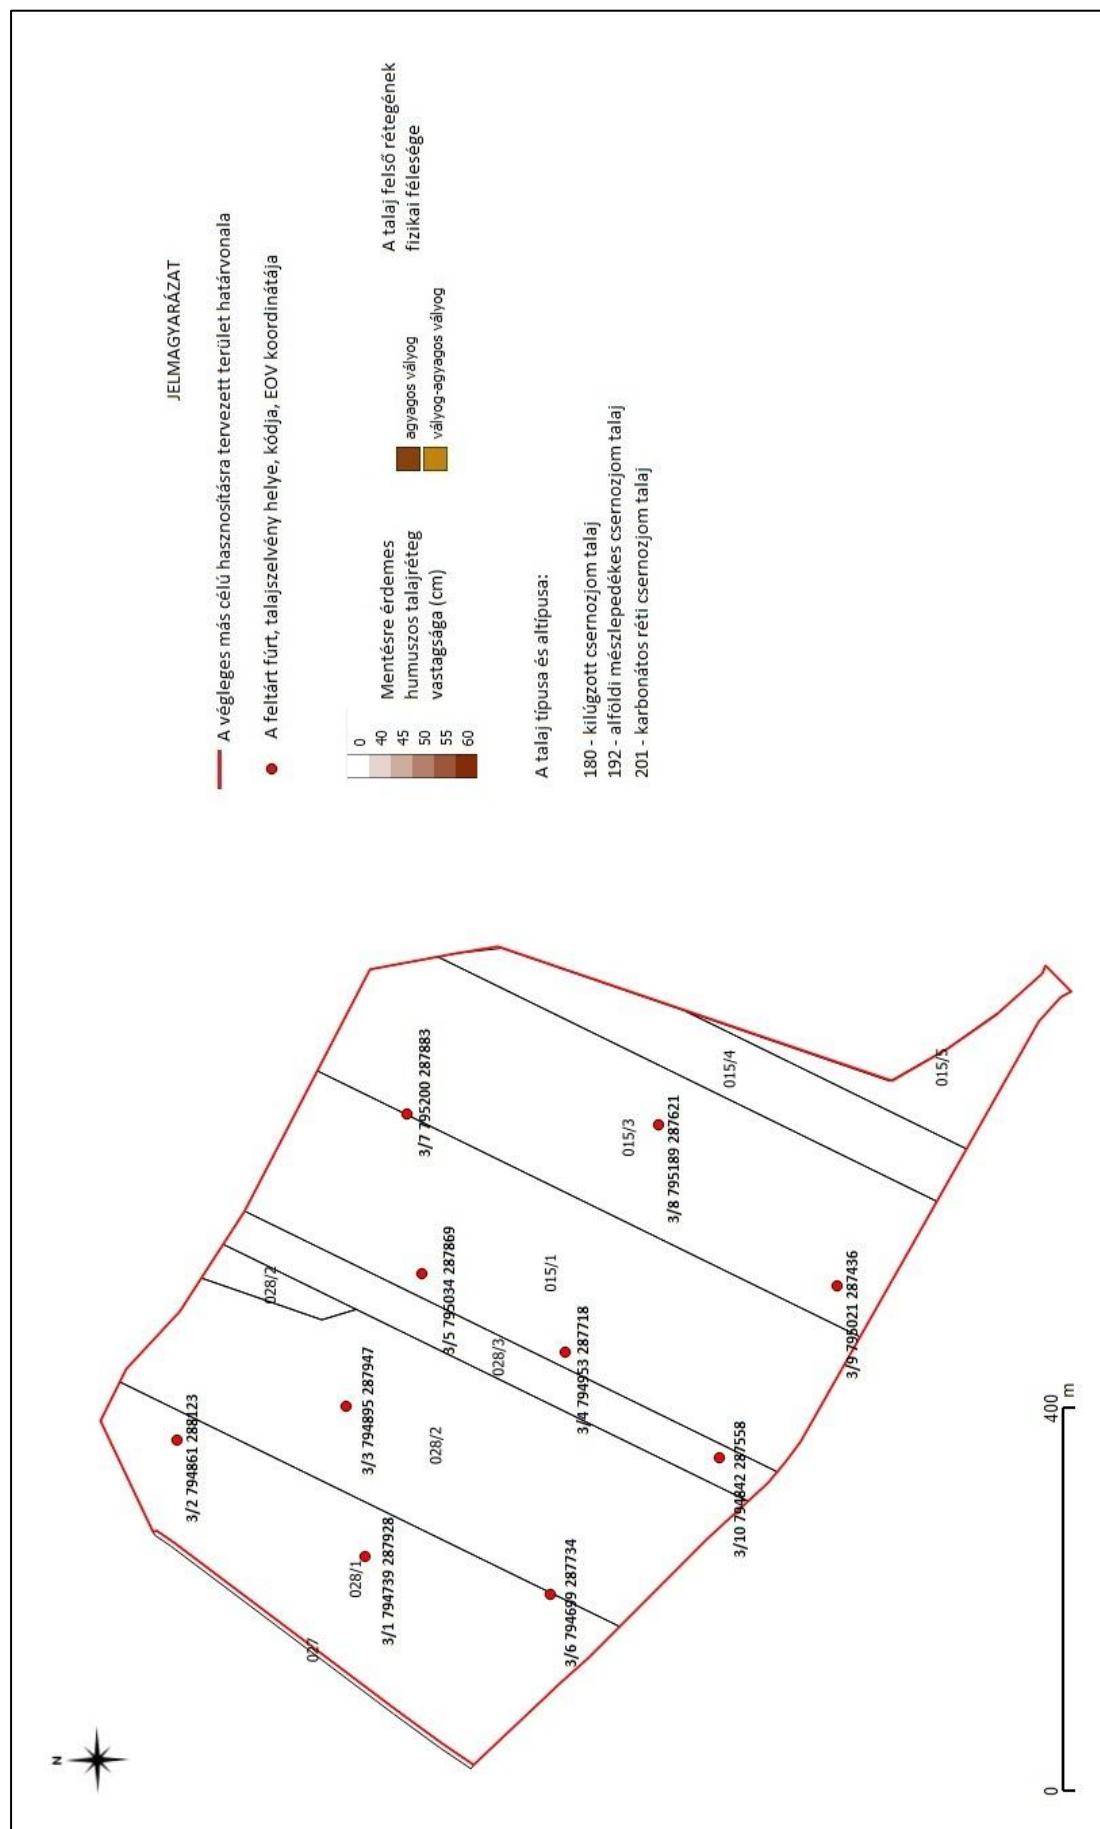 N
027
028/1
3/1 794739 287928
3/2 794861 288123
3/3 794895 287947
028/2
028/2
028/3
3/5 795034 287869
3/4 794953 287718
3/6 794699 287734
3/10 794842 287558
015/1
3/7 795200 287883
015/3
3/8 795189 287621
015/4
015/5
3/9 795021 287436
0
400
m
JELMAGYARÁZAT
A végleges más célú hasznosításra tervezett terület határvonala
A feltárt fúrt, talajszelvény helye, kódja, EOV koordinátája
0
40
45
50
55
60
Mentésre érdemes
humuszos talajréteg
vastagsága (cm)
agyagos vályog
vályog-agyagos vályog
A talaj felső rétegének
fizikai félesége
A talaj típusa és altípusa:
180 - kilúgzott csernozjom talaj
192 - alföldi mészlepedékes csernozjom talaj
201 - karbonátos réti csernozjom talaj